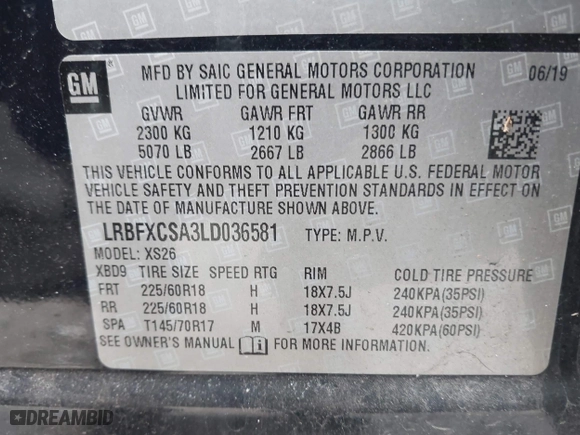 GM
MFD BY SAIC GENERAL MOTORS CORPORATION 06/19
LIMITED FOR GENERAL MOTORS LLC
GVWR GAWR FRT GAWR RR
2300 KG 1210 KG 1300 KG
5070 LB 2667 LB 2866 LB
THIS VEHICLE CONFORMS TO ALL APPLICABLE U.S. FEDERAL MOTOR
VEHICLE SAFETY AND THEFT PREVENTION STANDARDS IN EFFECT ON
THE DATE OF MANUFACTURE SHOWN ABOVE.
LRBFXCSA3LD036581 TYPE: M.P.V.
MODEL: XS26
XBD9 TIRE SIZE SPEED RTG RIM COLD TIRE PRESSURE
FRT 225/60R18 H 18X7.5J 240KPA(35PSI)
RR 225/60R18 H 18X7.5J 240KPA(35PSI)
SPA T145/70R17 M 17X4B 420KPA(60PSI)
SEE OWNER'S MANUAL i FOR MORE INFORMATION.
DREAMBID